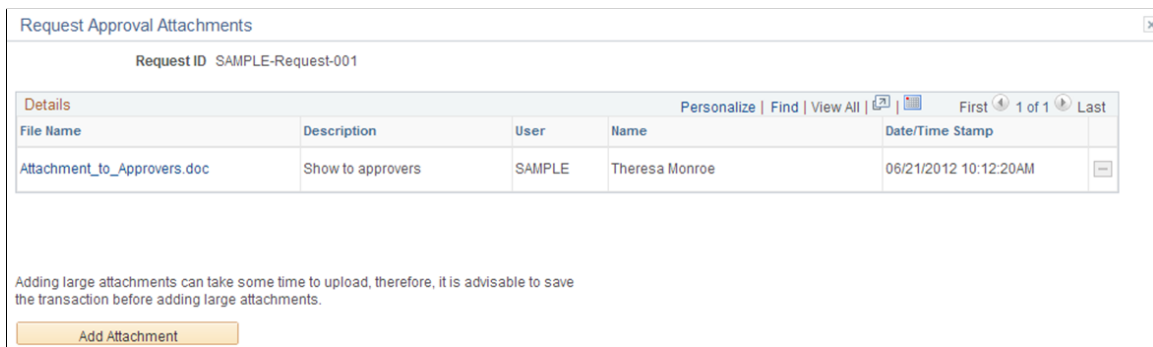 Request Approval Attachments
Request ID SAMPLE-Request-001
Details Personalize | Find | View All | | First 1 of 1 Last
File Name Description User Name Date/Time Stamp
Attachment_to_Approvers.doc Show to approvers SAMPLE Theresa Monroe 06/21/2012 10:12:20AM
Adding large attachments can take some time to upload, therefore, it is advisable to save
the transaction before adding large attachments.
Add Attachment